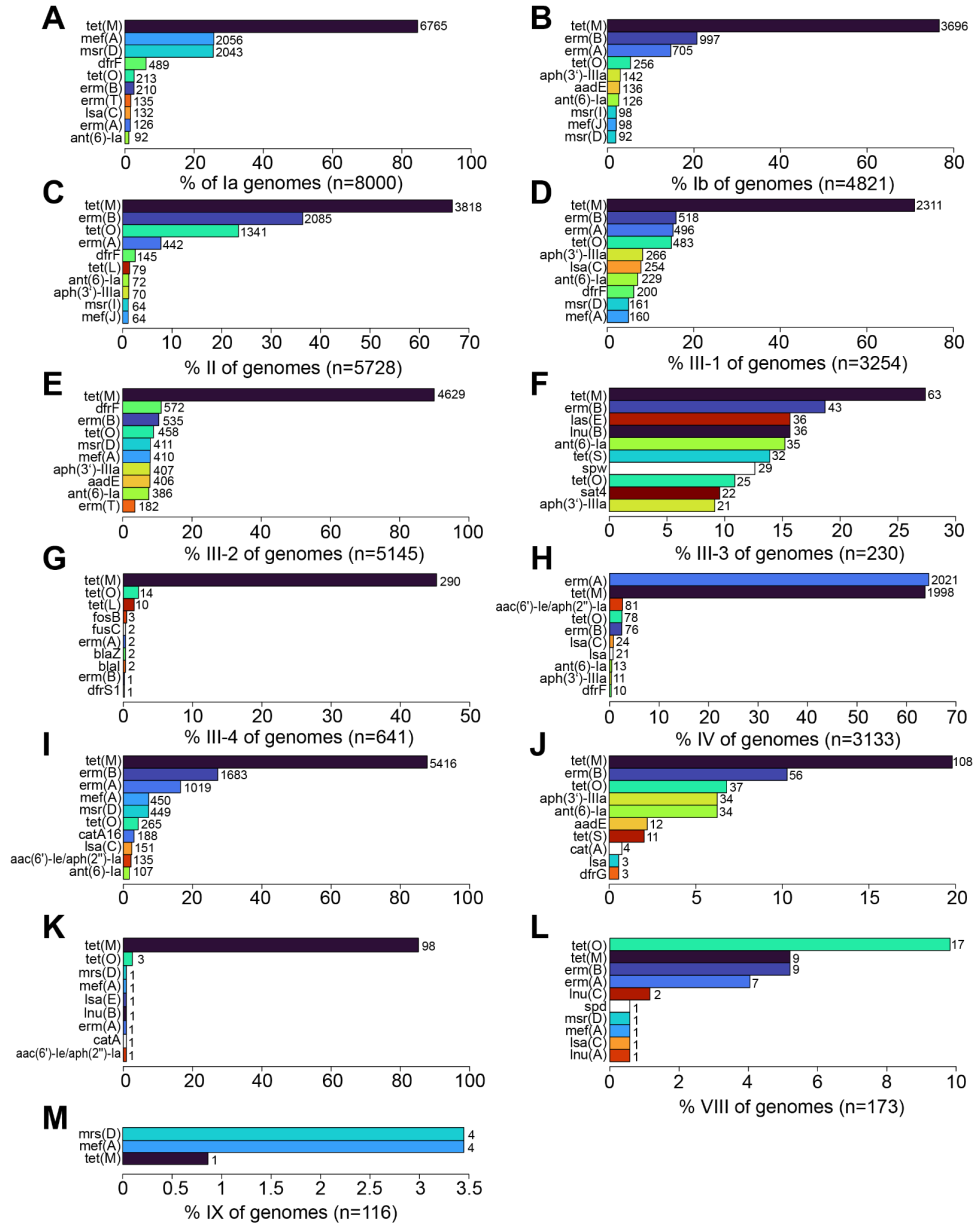 A
tet(M) 6765
mef(A) 2056
msr(D) 2043
dfrF 489
tet(O) 213
erm(B) 210
erm(T) 135
lsa(C) 132
erm(A) 126
ant(6)-Ia 92
0 20 40 60 80 100
% of Ia genomes (n=8000)
B
tet(M) 3696
erm(B) 997
erm(A) 705
tet(O) 256
aph(3‘)-IIIa 142
aadE 136
ant(6)-Ia 126
msr(I) 98
mef(J) 98
msr(D) 92
0 20 40 60 80
% Ib of genomes (n=4821)
C
tet(M) 3818
erm(B) 2085
tet(O) 1341
erm(A) 442
dfrF 145
tet(L) 79
ant(6)-Ia 72
aph(3‘)-IIIa 70
msr(I) 64
mef(J) 64
0 10 20 30 40 50 60 70
% II of genomes (n=5728)
D
tet(M) 2311
erm(B) 518
erm(A) 496
tet(O) 483
aph(3‘)-IIIa 266
lsa(C) 254
ant(6)-Ia 229
dfrF 200
msr(D) 161
mef(A) 160
0 20 40 60 80
% III-1 of genomes (n=3254)
E
tet(M) 4629
dfrF 572
erm(B) 535
tet(O) 458
msr(D) 411
mef(A) 410
aph(3‘)-IIIa 407
aadE 406
ant(6)-Ia 386
erm(T) 182
0 20 40 60 80 100
% III-2 of genomes (n=5145)
F
tet(M) 63
erm(B) 43
las(E) 36
lnu(B) 36
ant(6)-Ia 35
tet(S) 32
spw 29
tet(O) 25
sat4 22
aph(3‘)-IIIa 21
0 5 10 15 20 25 30
% III-3 of genomes (n=230)
G
tet(M) 290
tet(O) 14
tet(L) 10
fosB 3
fusC 2
erm(A) 2
blaZ 2
blaI 2
erm(B) 1
dfrS1 1
0 10 20 30 40 50
% III-4 of genomes (n=641)
H
erm(A) 2021
tet(M) 1998
aac(6')-Ie/aph(2")-Ia 81
tet(O) 78
erm(B) 76
lsa(C) 24
lsa 21
ant(6)-Ia 13
aph(3‘)-IIIa 11
dfrF 10
0 10 20 30 40 50 60 70
% IV of genomes (n=3133)
I
tet(M) 5416
erm(B) 1683
erm(A) 1019
mef(A) 450
msr(D) 449
tet(O) 265
catA16 188
lsa(C) 151
aac(6')-Ie/aph(2")-Ia 135
ant(6)-Ia 107
0 20 40 60 80 100
J
tet(M) 108
erm(B) 56
tet(O) 37
aph(3‘)-IIIa 34
ant(6)-Ia 34
aadE 12
tet(S) 11
cat(A) 4
lsa 3
dfrG 3
0 5 10 15 20
K
tet(M) 98
tet(O) 3
mrs(D) 1
mef(A) 1
lsa(E) 1
lnu(B) 1
erm(A) 1
catA 1
aac(6')-Ie/aph(2")-Ia 1
0 20 40 60 80 100
L
tet(O) 17
tet(M) 9
erm(B) 9
erm(A) 7
lnu(C) 2
spd 1
msr(D) 1
mef(A) 1
lsa(C) 1
lnu(A) 1
0 2 4 6 8 10
% VIII of genomes (n=173)
M
mrs(D) 4
mef(A) 4
tet(M) 1
0 0.5 1 1.5 2 2.5 3 3.5
% IX of genomes (n=116)